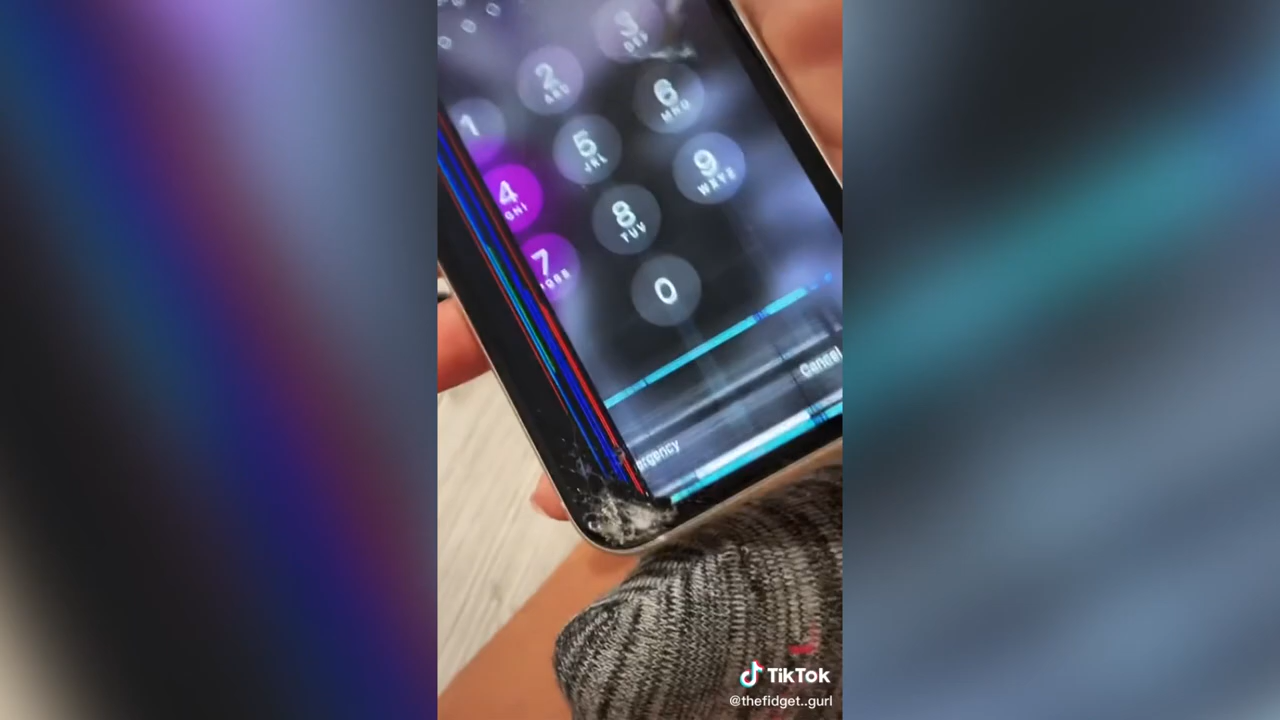 1
2
ABC
3
DEF
4
GHI
5
JKL
6
MNO
7
8
TUV
9
WXYZ
0
Cancel
TikTok
@thefidget..gurl